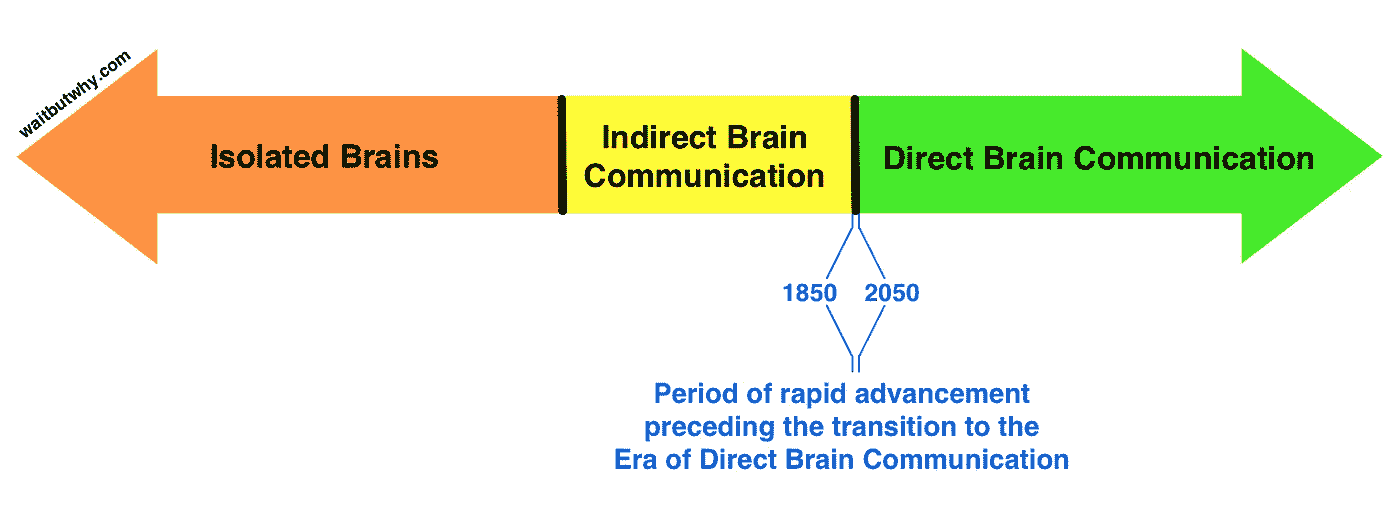 waitbutwhy.com
Isolated Brains
Indirect Brain
Communication
Direct Brain Communication
1850
2050
Period of rapid advancement
preceding the transition to the
Era of Direct Brain Communication